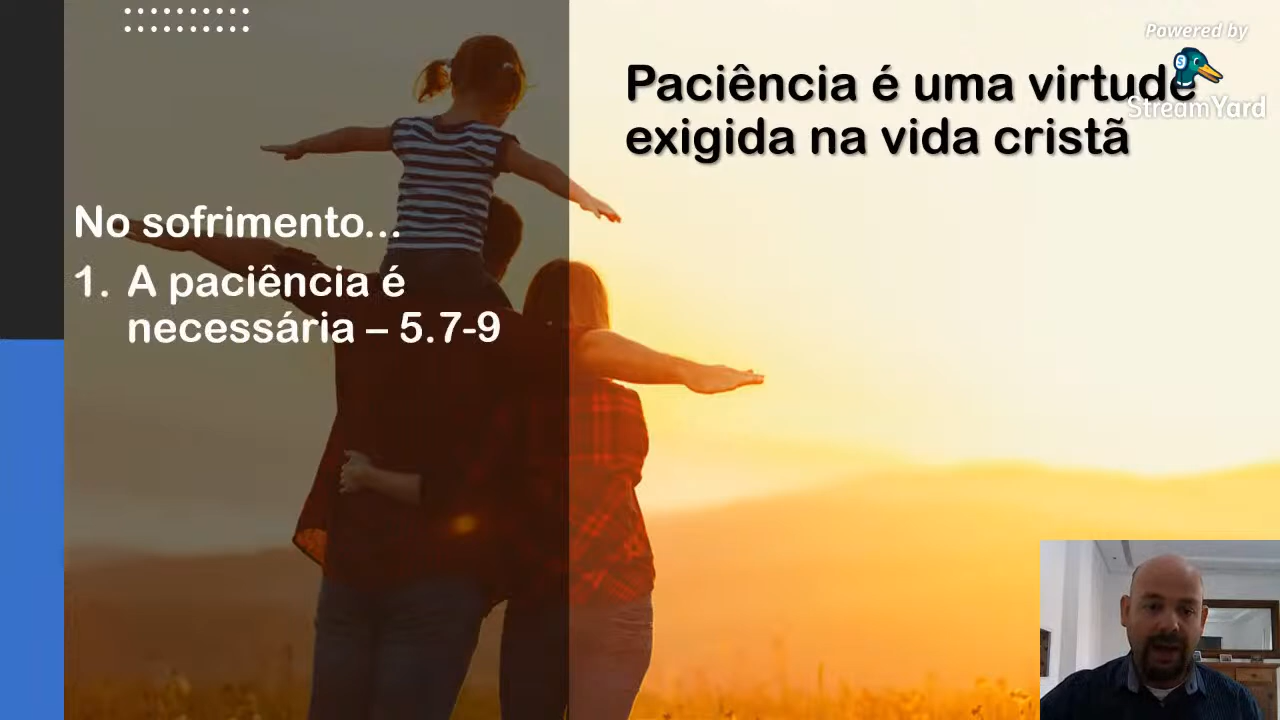 Powered by
StreamYard
Paciência é uma virtude
exigida na vida cristã
No sofrimento...
1. A paciência é
necessária – 5.7-9